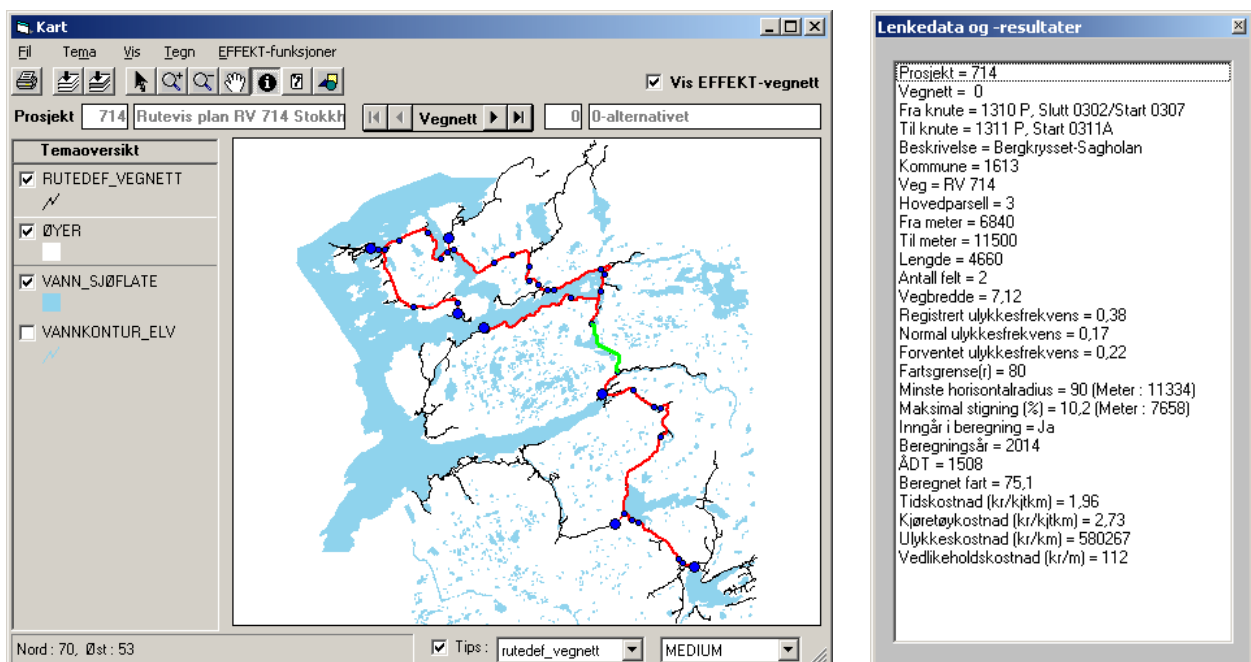 Kart
Fil Tema Vis Tegn EFFEKT-funksjoner
Vis EFFEKT-vegnett
Prosjekt 714 Rutevis plan RV 714 Stokkh Vegnett 0 0-alternativet
Temaoversikt
RUTEDEF_VEGNETT
ØYER
VANN_SJØFLATE
VANNKONTUR_ELV
Nord : 70, Øst : 53 Tips : rutedef_vegnett MEDIUM
Lenkedata og -resultater
Prosjekt = 714
Vegnett = 0
Fra knute = 1310 P, Slutt 0302/Start 0307
Til knute = 1311 P, Start 0311A
Beskrivelse = Bergkrysset-Sagholan
Kommune = 1613
Veg = RV 714
Hovedparsell = 3
Fra meter = 6840
Til meter = 11500
Lengde = 4660
Antall felt = 2
Vegbredde = 7,12
Registrert ulykkesfrekvens = 0,38
Normal ulykkesfrekvens = 0,17
Forventet ulykkesfrekvens = 0,22
Fartsgrense(r) = 80
Minste horisontalradius = 90 (Meter : 11334)
Maksimal stigning (%) = 10,2 (Meter : 7658)
Inngår i beregning = Ja
Beregningsår = 2014
ÅDT = 1508
Beregnet fart = 75,1
Tidskostnad (kr/kjtkm) = 1,96
Kjøretøykostnad (kr/kjtkm) = 2,73
Ulykkeskostnad (kr/km) = 580267
Vedlikeholdskostnad (kr/m) = 112